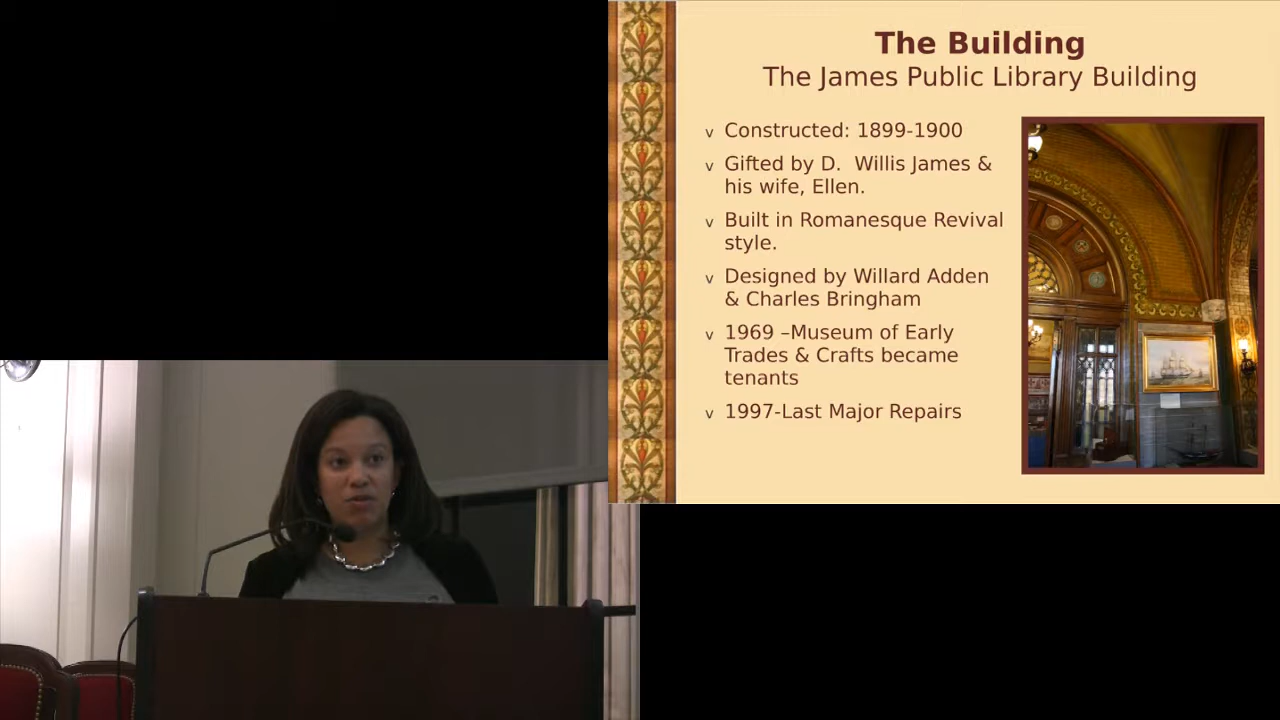 The Building
The James Public Library Building
v Constructed: 1899-1900
v Gifted by D.  Willis James &
his wife, Ellen.
v Built in Romanesque Revival
style.
v Designed by Willard Adden
& Charles Bringham
v 1969 –Museum of Early
Trades & Crafts became
tenants
v 1997-Last Major Repairs